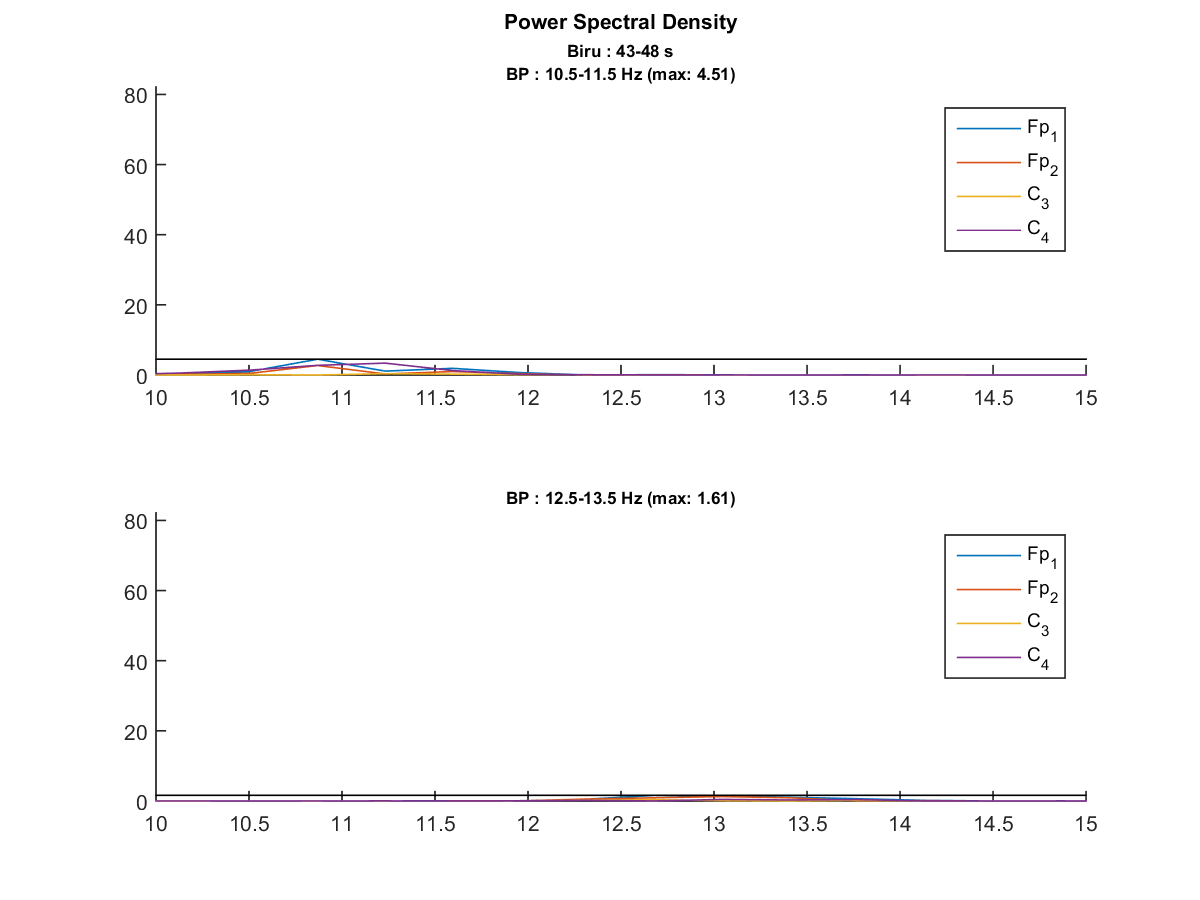 Power Spectral Density
Biru : 43-48 s
BP : 10.5-11.5 Hz (max: 4.51)
80
60
40
20
0
10 10.5 11 11.5 12 12.5 13 13.5 14 14.5 15
Fp1
Fp2
C3
C4
BP : 12.5-13.5 Hz (max: 1.61)
80
60
40
20
0
10 10.5 11 11.5 12 12.5 13 13.5 14 14.5 15
Fp1
Fp2
C3
C4